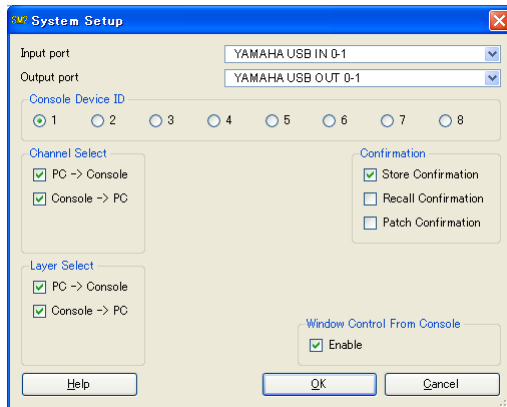 SM2 System Setup
Input port YAMAHA USB IN 0-1
Output port YAMAHA USB OUT 0-1
Console Device ID
1 2 3 4 5 6 7 8
Channel Select
PC -> Console
Console -> PC
Confirmation
Store Confirmation
Recall Confirmation
Patch Confirmation
Layer Select
PC -> Console
Console -> PC
Window Control From Console
Enable
Help OK Cancel